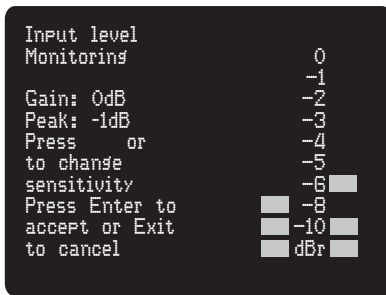 Input level
Monitoring 0
-1
Gain: 0dB -2
Peak: -1dB -3
Press or -4
to change -5
sensitivity -6
Press Enter to -8
accept or Exit -10
to cancel dBr